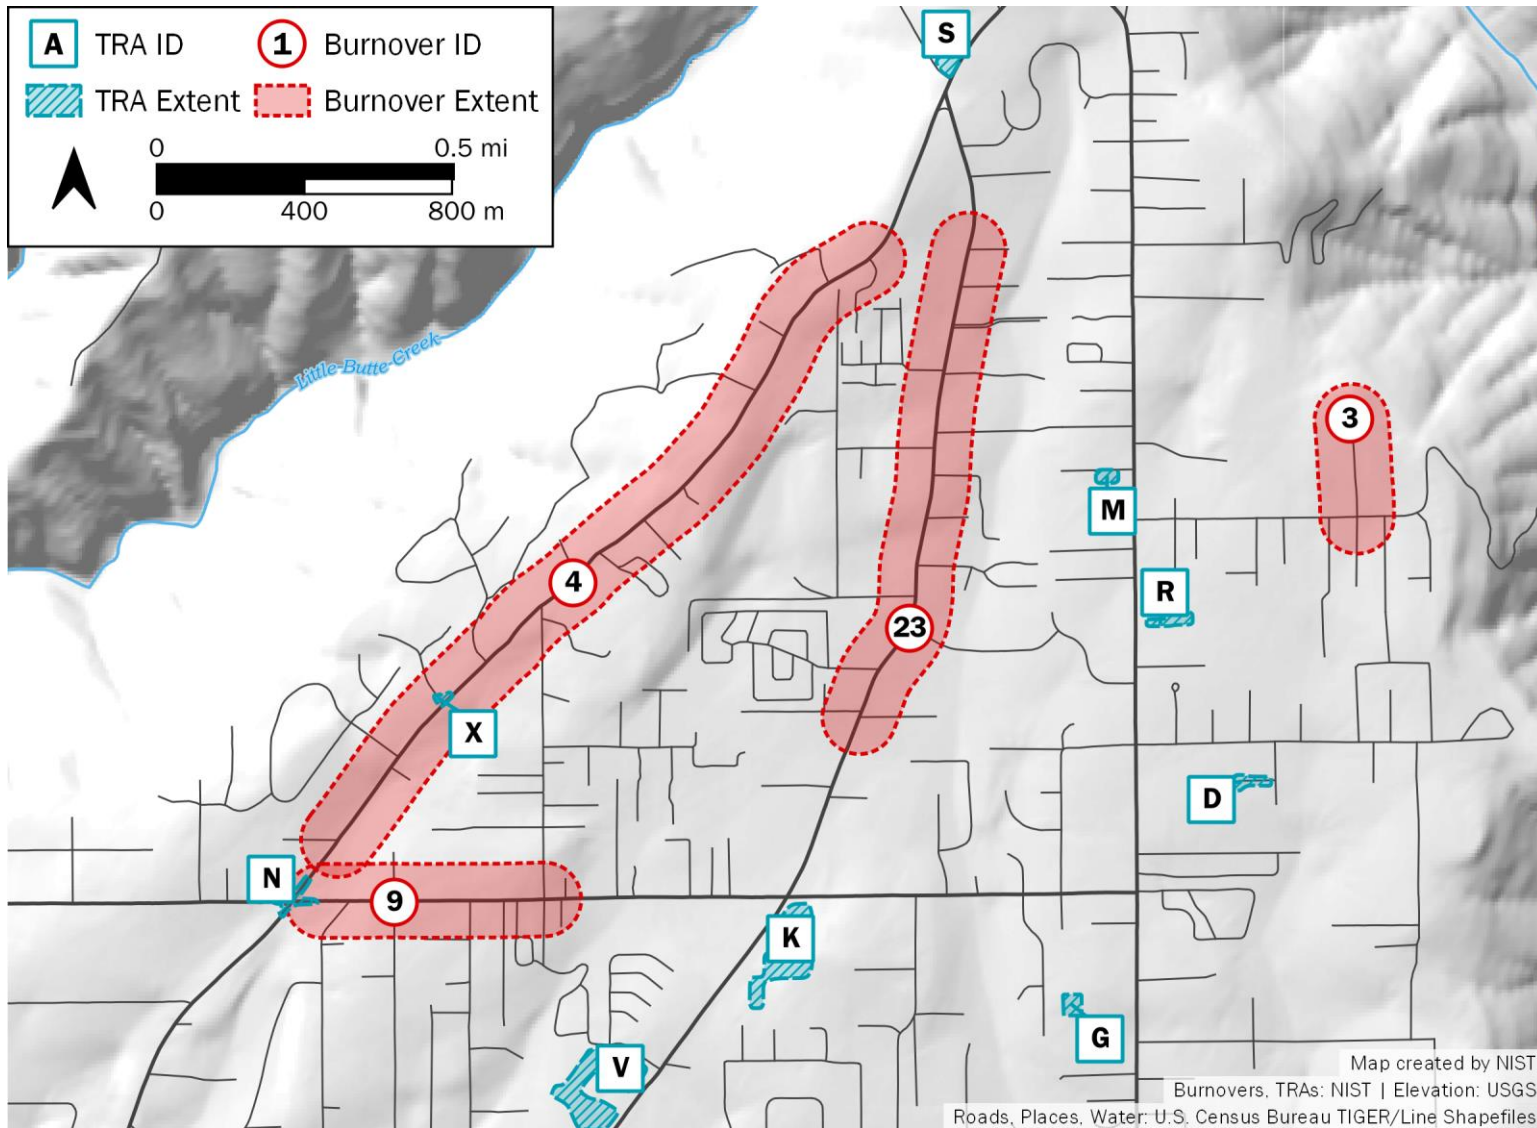 A TRA ID 1 Burnover ID
TRA Extent Burnover Extent
0 0.5 mi
0 400 800 m
S
Little Butte Creek
3
M
4
R
23
X
D
N
9
K
G
V
Map created by NIST
Burnovers, TRAs: NIST | Elevation: USGS
Roads, Places, Water: U.S. Census Bureau TIGER/Line Shapefiles